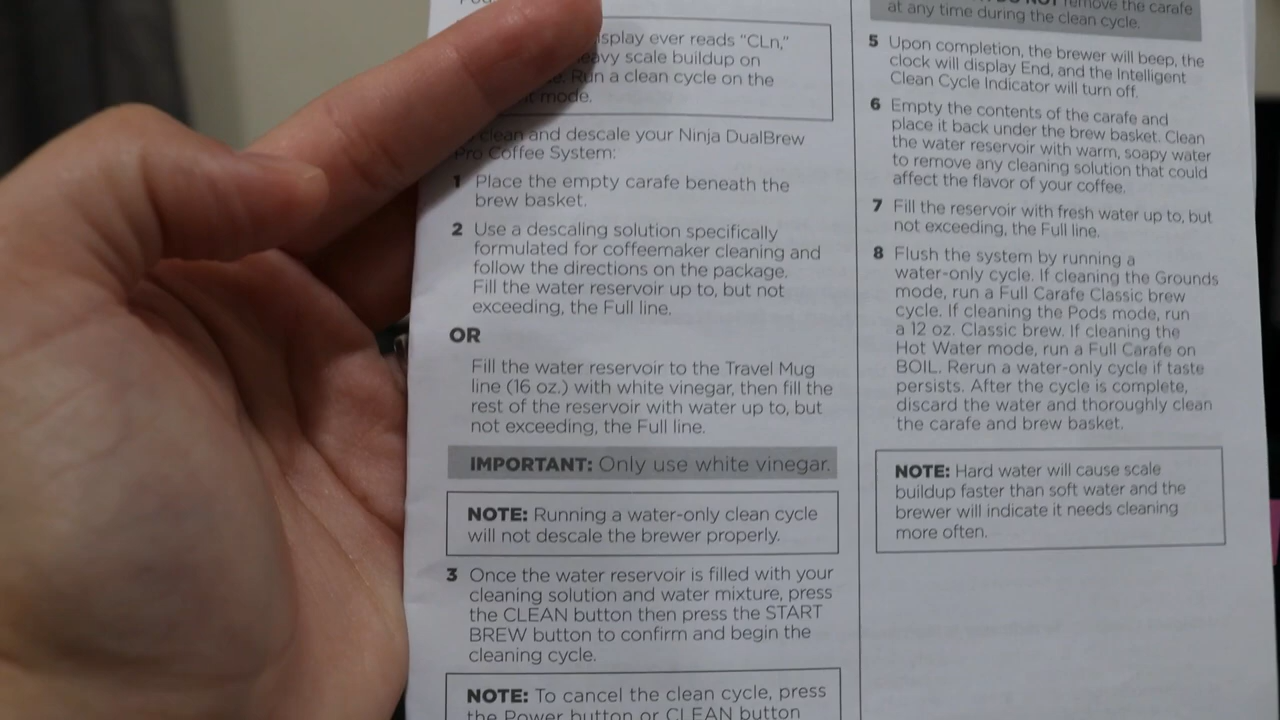 isplay ever reads "CLn,"
eavy scale buildup on
Run a clean cycle on the
mode.
clean and descale your Ninja DualBrew
Pro Coffee System:
1 Place the empty carafe beneath the
brew basket.
2 Use a descaling solution specifically
formulated for coffeemaker cleaning and
follow the directions on the package.
Fill the water reservoir up to, but not
exceeding, the Full line.
OR
Fill the water reservoir to the Travel Mug
line (16 oz.) with white vinegar, then fill the
rest of the reservoir with water up to, but
not exceeding, the Full line.
IMPORTANT: Only use white vinegar.
NOTE: Running a water-only clean cycle
will not descale the brewer properly.
3 Once the water reservoir is filled with your
cleaning solution and water mixture, press
the CLEAN button then press the START
BREW button to confirm and begin the
cleaning cycle.
NOTE: To cancel the clean cycle, press
the Power button or CLEAN button
DO NOT remove the carafe
at any time during the clean cycle.
5 Upon completion, the brewer will beep, the
clock will display End, and the Intelligent
Clean Cycle Indicator will turn off.
6 Empty the contents of the carafe and
place it back under the brew basket. Clean
the water reservoir with warm, soapy water
to remove any cleaning solution that could
affect the flavor of your coffee.
7 Fill the reservoir with fresh water up to, but
not exceeding, the Full line.
8 Flush the system by running a
water-only cycle. If cleaning the Grounds
mode, run a Full Carafe Classic brew
cycle. If cleaning the Pods mode, run
a 12 oz. Classic brew. If cleaning the
Hot Water mode, run a Full Carafe on
BOIL. Rerun a water-only cycle if taste
persists. After the cycle is complete,
discard the water and thoroughly clean
the carafe and brew basket.
NOTE: Hard water will cause scale
buildup faster than soft water and the
brewer will indicate it needs cleaning
more often.